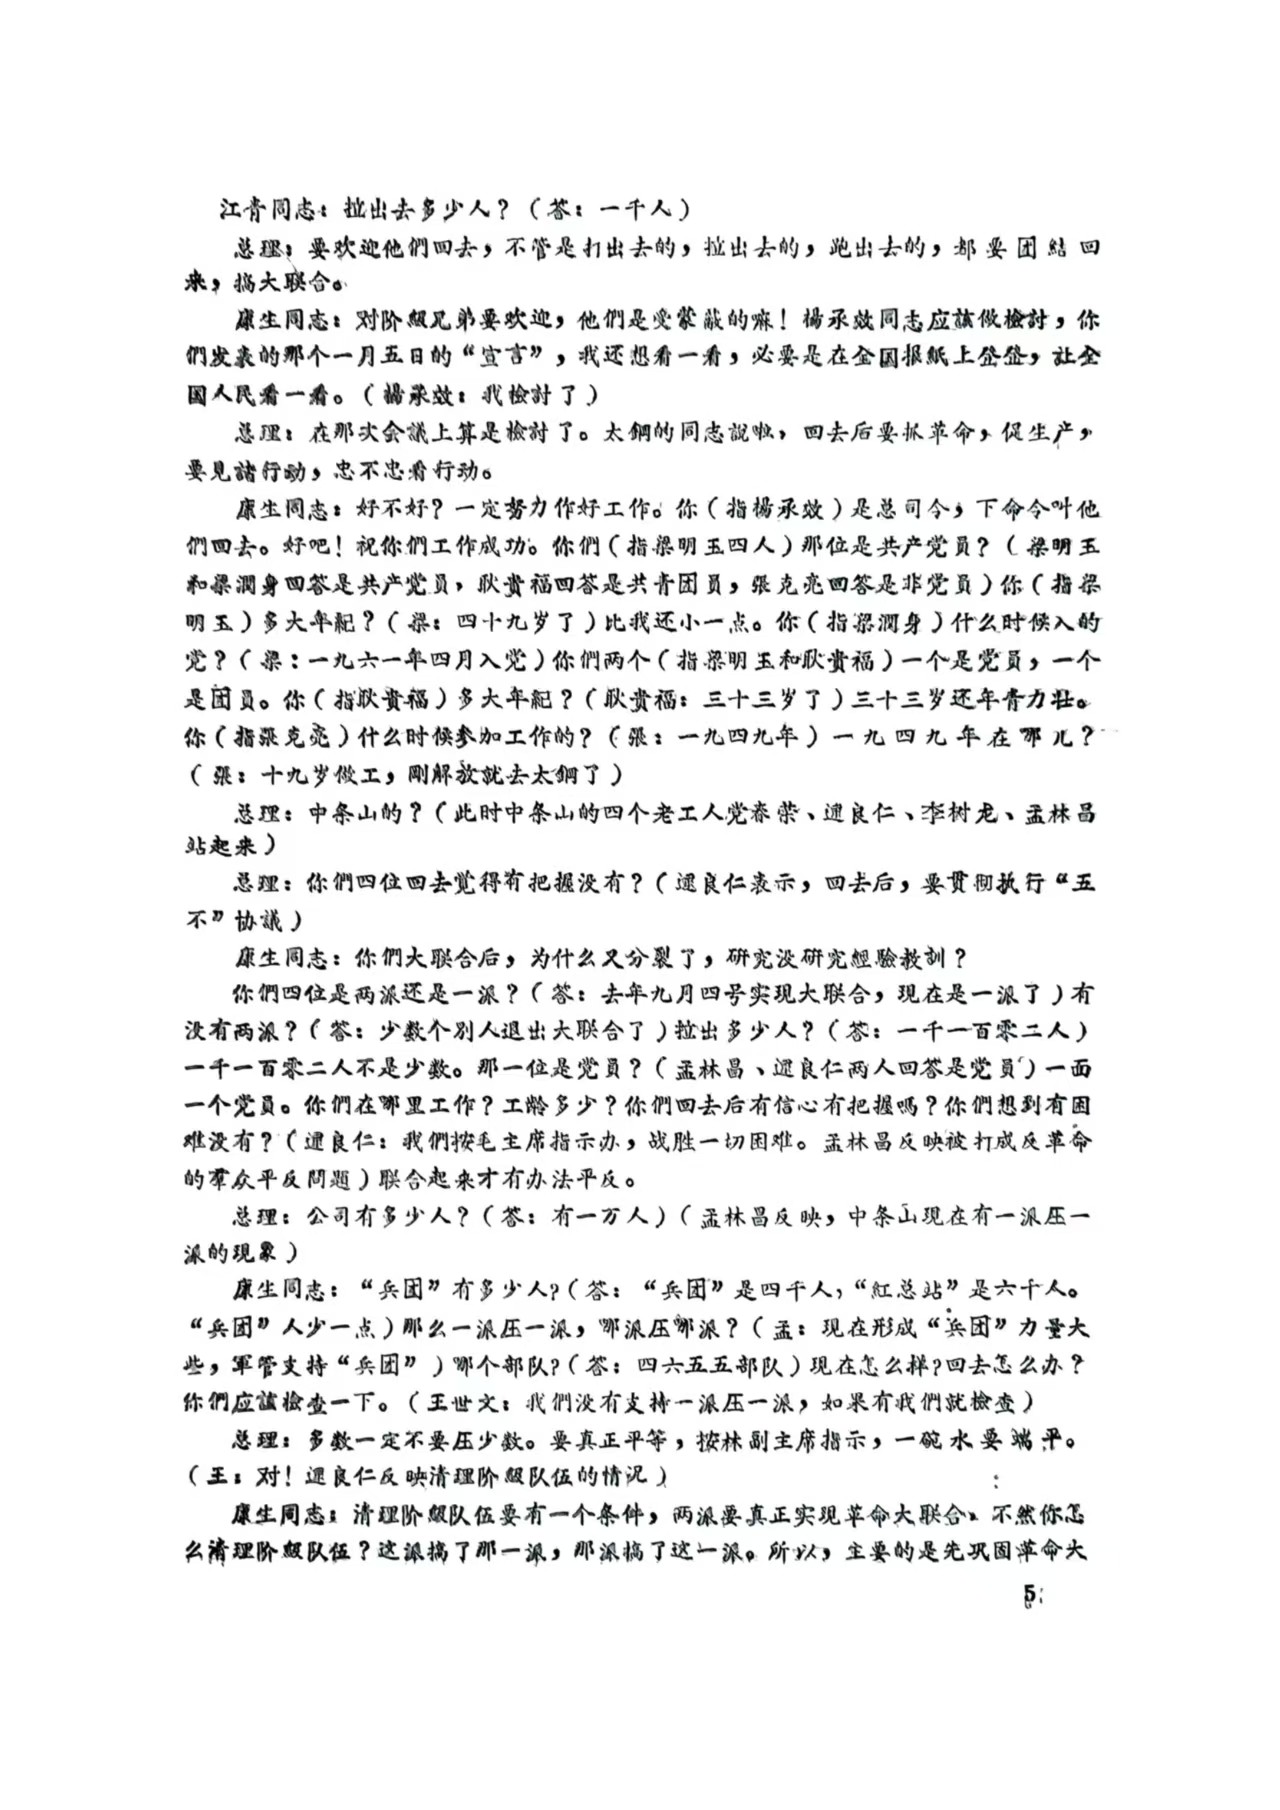 江青同志：拉出去多少人？（答：一千人）
总理：要欢迎他們回去，不管是打出去的，拉出去的，跑出去的，都要团結回
来，搞大联合。
康生同志：对阶級兄弟要欢迎，他們是受蒙蔽的嘛！楊承效同志应該做檢討，你
們发表的那个一月五日的“宣言”，我还想看一看，必要是在全国报紙上登登，让全
国人民看一看。（楊承效：我檢討了）
总理：在那次会議上算是檢討了。太鋼的同志說啦，回去后要抓革命，促生产，
要見諸行动，忠不忠看行动。
康生同志：好不好？一定努力作好工作。你（指楊承效）是总司令，下命令叫他
們回去。好吧！祝你們工作成功。你們（指梁明玉四人）那位是共产党員？（梁明玉
和梁潤身回答是共产党員，耿貴福回答是共青团員，張克亮回答是非党員）你（指梁
明玉）多大年紀？（梁：四十九岁了）比我还小一点。你（指梁潤身）什么时候入的
党？（梁：一九六一年四月入党）你們两个（指梁明玉和耿貴福）一个是党員，一个
是团員。你（指耿貴福）多大年紀？（耿貴福：三十三岁了）三十三岁还年青力壮。
你（指張克亮）什么时候参加工作的？（張：一九四九年）一九四九年在哪儿？
（張：十九岁做工，剛解放就去太鋼了）
总理：中条山的？（此时中条山的四个老工人党春荣、逯良仁、李树龙、孟林昌
站起来）
总理：你們四位回去觉得有把握没有？（逯良仁表示，回去后，要貫彻执行“五
不”协議）
康生同志：你們大联合后，为什么又分裂了，研究没研究經驗教訓？
你們四位是两派还是一派？（答：去年九月四号实现大联合，现在是一派了）有
没有两派？（答：少数个别人退出大联合了）拉出多少人？（答：一千一百零二人）
一千一百零二人不是少数。那一位是党員？（孟林昌、逯良仁两人回答是党員）一面
一个党員。你們在哪里工作？工龄多少？你們回去后有信心有把握嗎？你們想到有困
难没有？（逯良仁：我們按毛主席指示办，战胜一切困难。孟林昌反映被打成反革命
的羣众平反問題）联合起来才有办法平反。
总理：公司有多少人？（答：有一万人）（孟林昌反映，中条山现在有一派压一
派的现象）
康生同志：“兵团”有多少人？（答：“兵团”是四千人，“紅总站”是六千人。
“兵团”人少一点）那么一派压一派，哪派压哪派？（孟：现在形成“兵团”力量大
些，軍管支持“兵团”）哪个部队？（答：四六五五部队）现在怎么样？回去怎么办？
你們应該檢查一下。（王世文：我們没有支持一派压一派，如果有我們就檢查）
总理：多数一定不要压少数。要真正平等，按林副主席指示，一碗水要端平。
（王：对！逯良仁反映清理阶級队伍的情况）
康生同志：清理阶級队伍要有一个条件，两派要真正实现革命大联合。不然你怎
么清理阶級队伍？这派搞了那一派，那派搞了这一派。所以，主要的是先巩固革命大
5